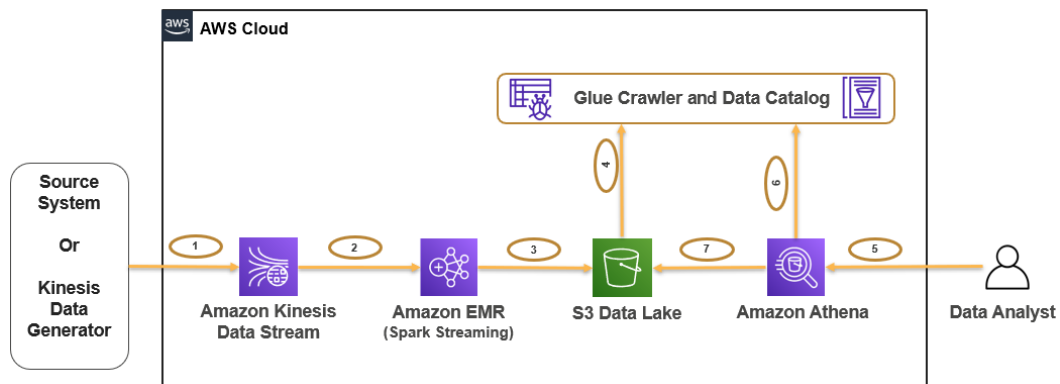 aws
AWS Cloud
Glue Crawler and Data Catalog
4
6
Source
System
Or
Kinesis
Data
Generator
1
2
3
7
5
Amazon Kinesis
Data Stream
Amazon EMR
(Spark Streaming)
S3 Data Lake
Amazon Athena
Data Analyst